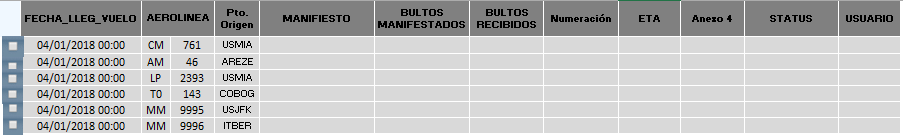 FECHA_LLEG_VUELO AEROLINEA Pto. Origen MANIFIESTO BULTOS MANIFESTADOS BULTOS RECIBIDOS Numeración ETA Anexo 4 STATUS USUARIO
04/01/2018 00:00 CM 761 USMIA
04/01/2018 00:00 AM 46 AREZE
04/01/2018 00:00 LP 2393 USMIA
04/01/2018 00:00 T0 143 COBOG
04/01/2018 00:00 MM 9995 USJFK
04/01/2018 00:00 MM 9996 ITBER